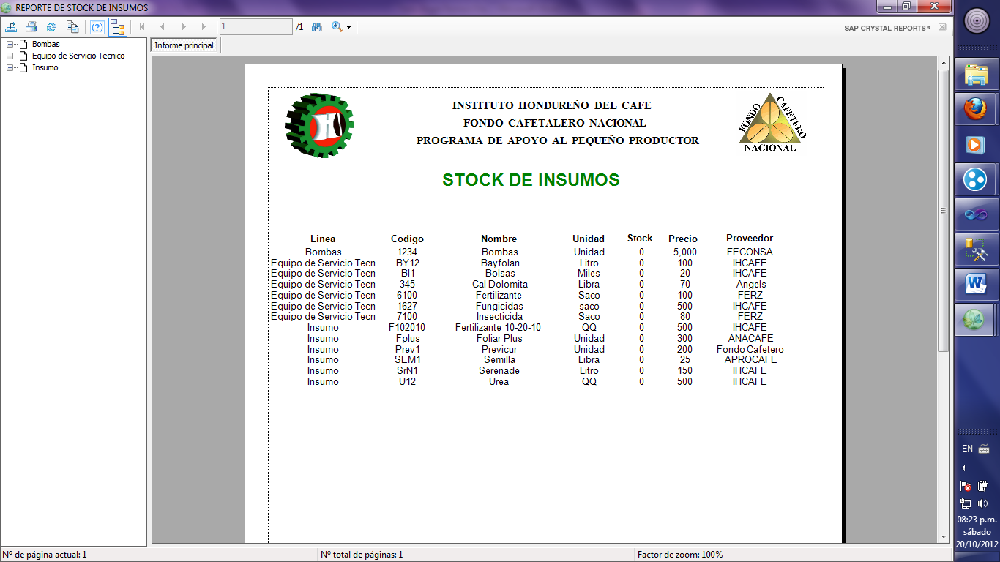 REPORTE DE STOCK DE INSUMOS
1 /1 SAP CRYSTAL REPORTS®
Bombas
Equipo de Servicio Tecnico
Insumo
Informe principal
INSTITUTO HONDUREÑO DEL CAFE
FONDO CAFETALERO NACIONAL
PROGRAMA DE APOYO AL PEQUEÑO PRODUCTOR
FONDO CAFETERO NACIONAL
STOCK DE INSUMOS
Linea Codigo Nombre Unidad Stock Precio Proveedor
Bombas 1234 Bombas Unidad 0 5,000 FECONSA
Equipo de Servicio Tecn BY12 Bayfolan Litro 0 100 IHCAFE
Equipo de Servicio Tecn Bl1 Bolsas Miles 0 20 IHCAFE
Equipo de Servicio Tecn 345 Cal Dolomita Libra 0 70 Angels
Equipo de Servicio Tecn 6100 Fertilizante Saco 0 100 FERZ
Equipo de Servicio Tecn 1627 Fungicidas saco 0 500 IHCAFE
Equipo de Servicio Tecn 7100 Insecticida Saco 0 80 FERZ
Insumo F102010 Fertilizante 10-20-10 QQ 0 500 IHCAFE
Insumo Fplus Foliar Plus Unidad 0 300 ANACAFE
Insumo Prev1 Previcur Unidad 0 200 Fondo Cafetero
Insumo SEM1 Semilla Libra 0 25 APROCAFE
Insumo SrN1 Serenade Litro 0 150 IHCAFE
Insumo U12 Urea QQ 0 500 IHCAFE
Nº de página actual: 1 Nº total de páginas: 1 Factor de zoom: 100%
EN
08:23 p.m.
sábado
20/10/2012